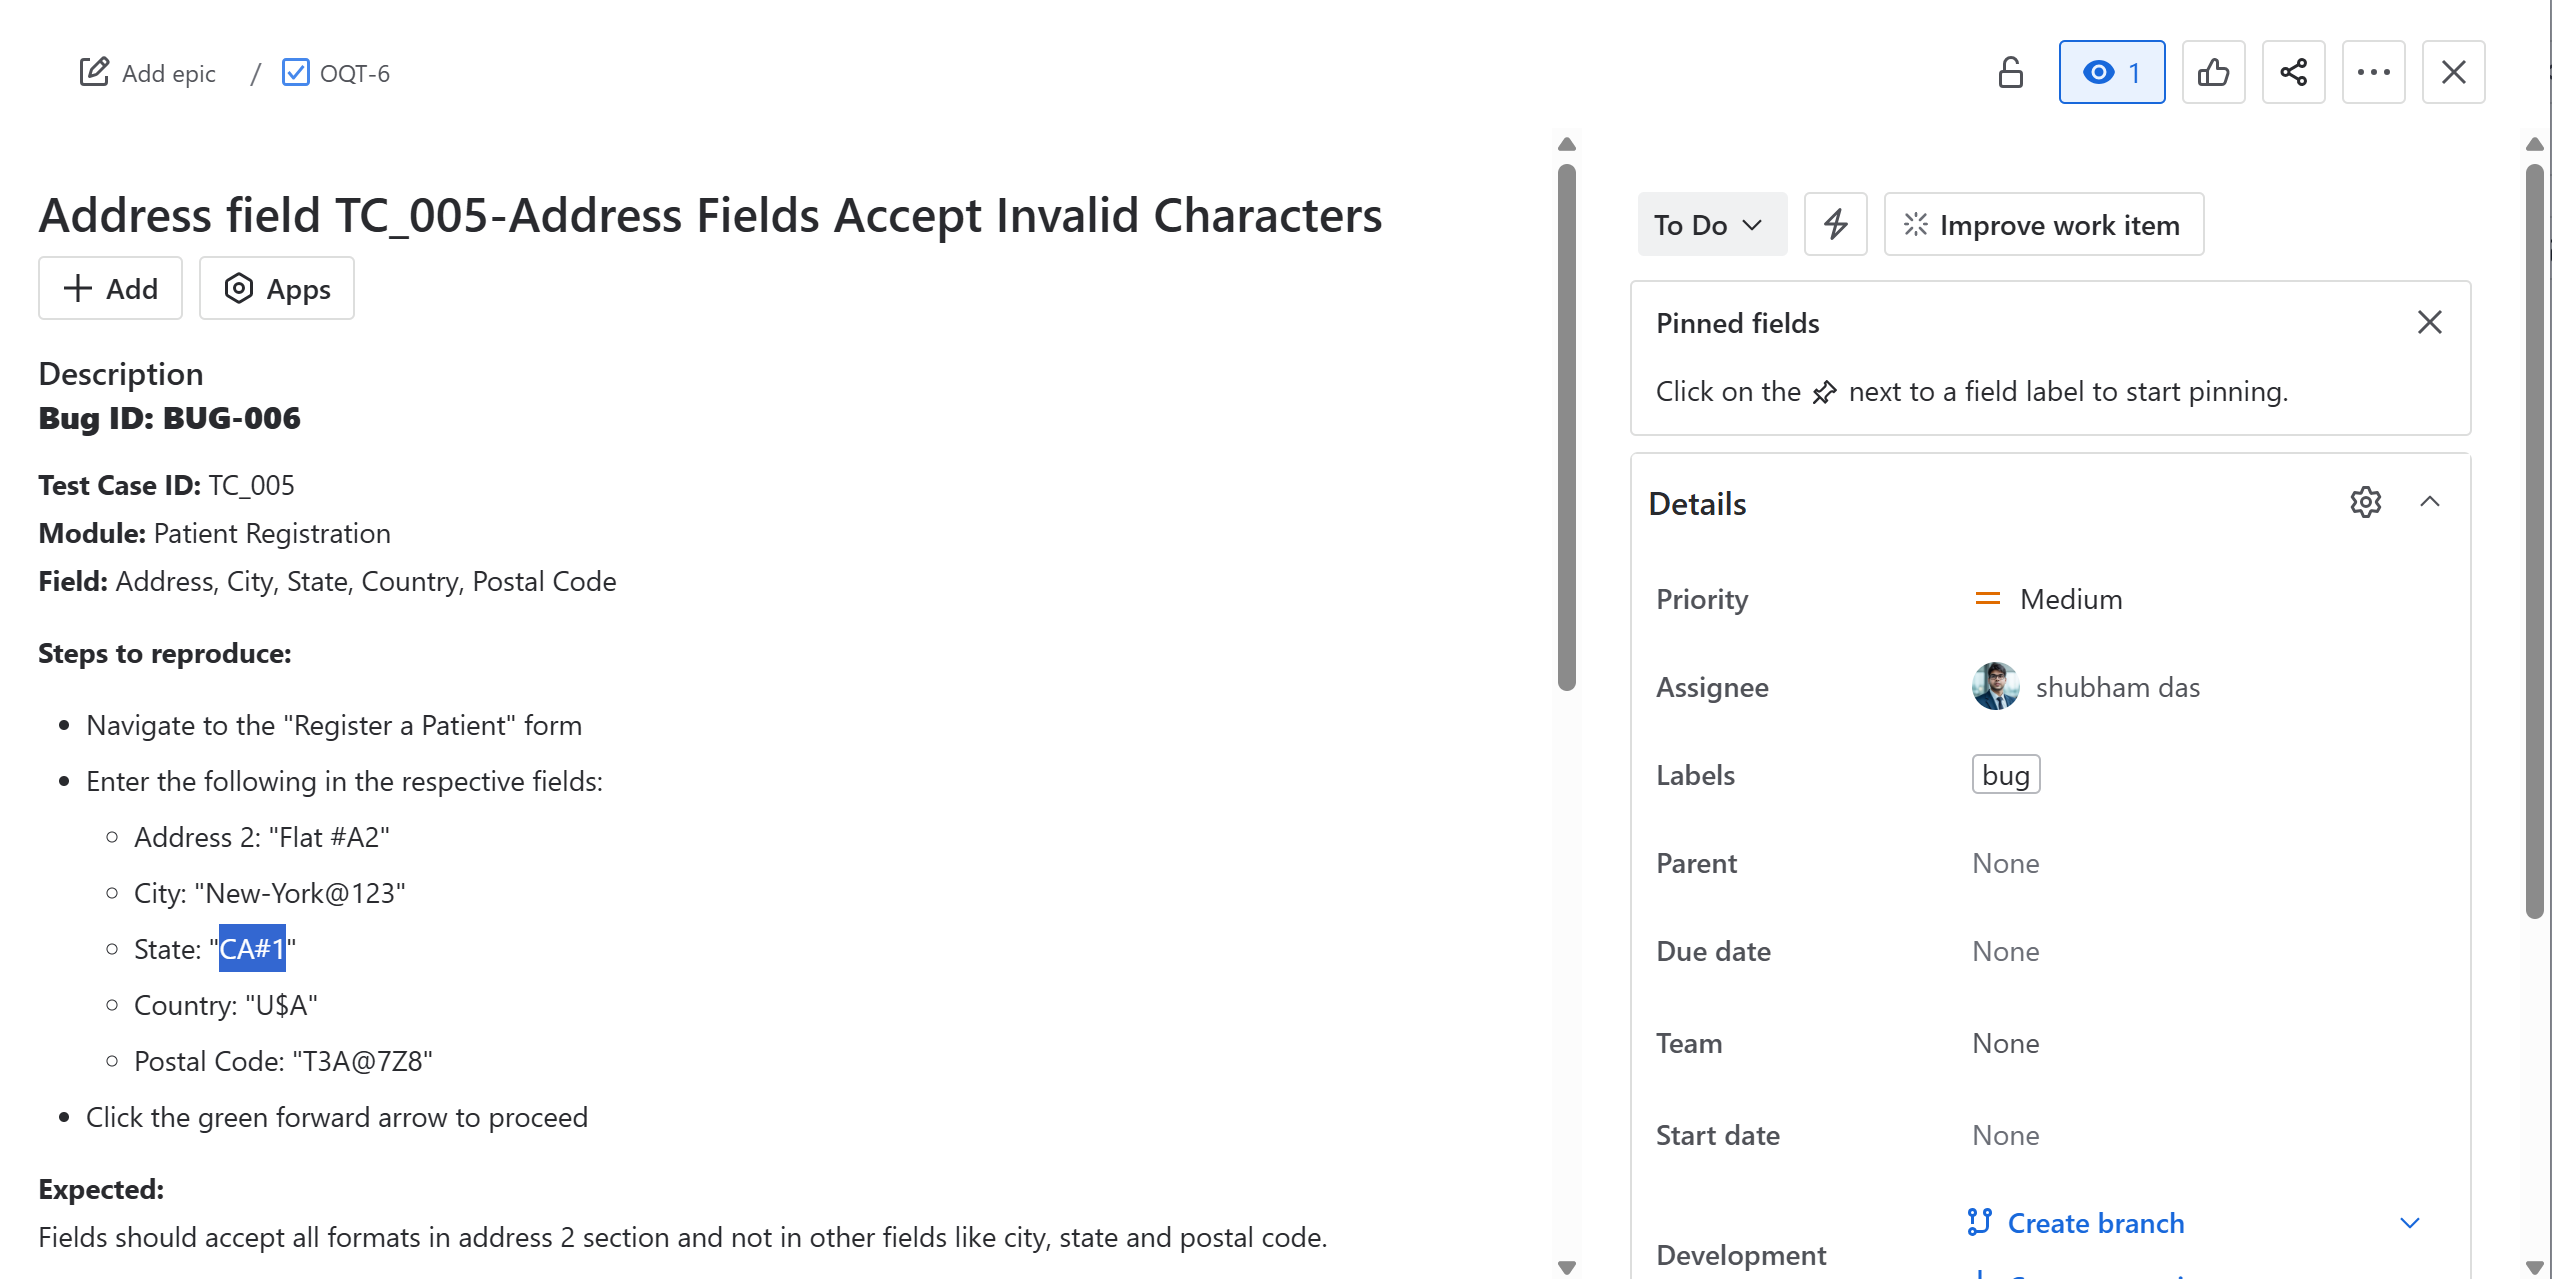 Add epic / OQT-6
1
Address field TC_005-Address Fields Accept Invalid Characters
Add Apps
Description
Bug ID: BUG-006
Test Case ID: TC_005
Module: Patient Registration
Field: Address, City, State, Country, Postal Code
Steps to reproduce:
Navigate to the "Register a Patient" form
Enter the following in the respective fields:
Address 2: "Flat #A2"
City: "New-York@123"
State: "CA#1"
Country: "U$A"
Postal Code: "T3A@7Z8"
Click the green forward arrow to proceed
Expected:
Fields should accept all formats in address 2 section and not in other fields like city, state and postal code.
To Do Improve work item
Pinned fields
Click on the next to a field label to start pinning.
Details
Priority Medium
Assignee shubham das
Labels bug
Parent None
Due date None
Team None
Start date None
Create branch
Development